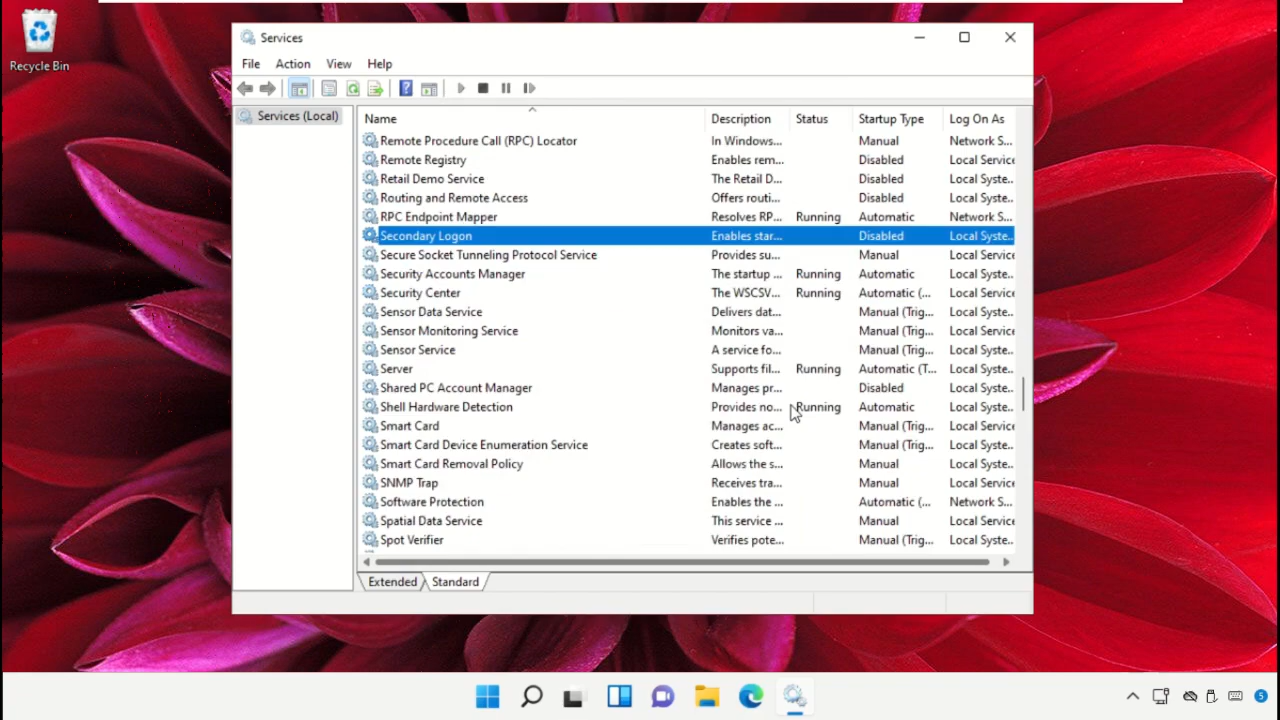 Recycle Bin
Services
File Action View Help
Services (Local)
Name Description Status Startup Type Log On As
Remote Procedure Call (RPC) Locator In Windows... Manual Network S...
Remote Registry Enables rem... Disabled Local Service
Retail Demo Service The Retail D... Disabled Local Syste..
Routing and Remote Access Offers routi... Disabled Local Syste..
RPC Endpoint Mapper Resolves RP... Running Automatic Network S...
Secondary Logon Enables star... Disabled Local Syste..
Secure Socket Tunneling Protocol Service Provides su... Manual Local Service
Security Accounts Manager The startup ... Running Automatic Local Syste..
Security Center The WSCSV... Running Automatic (... Local Service
Sensor Data Service Delivers dat... Manual (Trig... Local Syste..
Sensor Monitoring Service Monitors va... Manual (Trig... Local Service
Sensor Service A service fo... Manual (Trig... Local Syste..
Server Supports fil... Running Automatic (T... Local Syste..
Shared PC Account Manager Manages pr... Disabled Local Syste..
Shell Hardware Detection Provides no... Running Automatic Local Syste..
Smart Card Manages ac... Manual (Trig... Local Service
Smart Card Device Enumeration Service Creates soft... Manual (Trig... Local Syste..
Smart Card Removal Policy Allows the s... Manual Local Syste..
SNMP Trap Receives tra... Manual Local Service
Software Protection Enables the ... Automatic (... Network S...
Spatial Data Service This service ... Manual Local Service
Spot Verifier Verifies pote... Manual (Trig... Local Syste..
Extended Standard
5